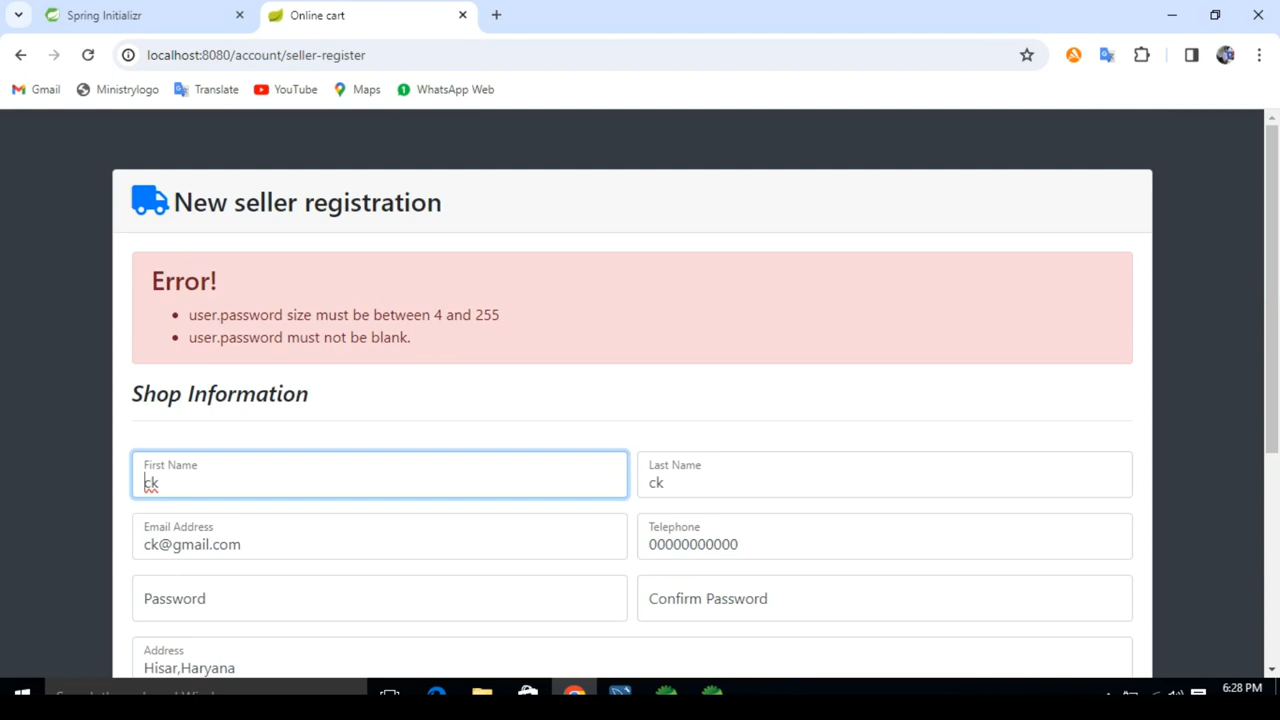 Spring Initializr
Online cart
localhost:8080/account/seller-register
Gmail
Ministrylogo
Translate
YouTube
Maps
WhatsApp Web
New seller registration
Error!
user.password size must be between 4 and 255
user.password must not be blank.
Shop Information
First Name
ck
Last Name
ck
Email Address
ck@gmail.com
Telephone
00000000000
Password
Confirm Password
Address
Hisar,Haryana
6:28 PM